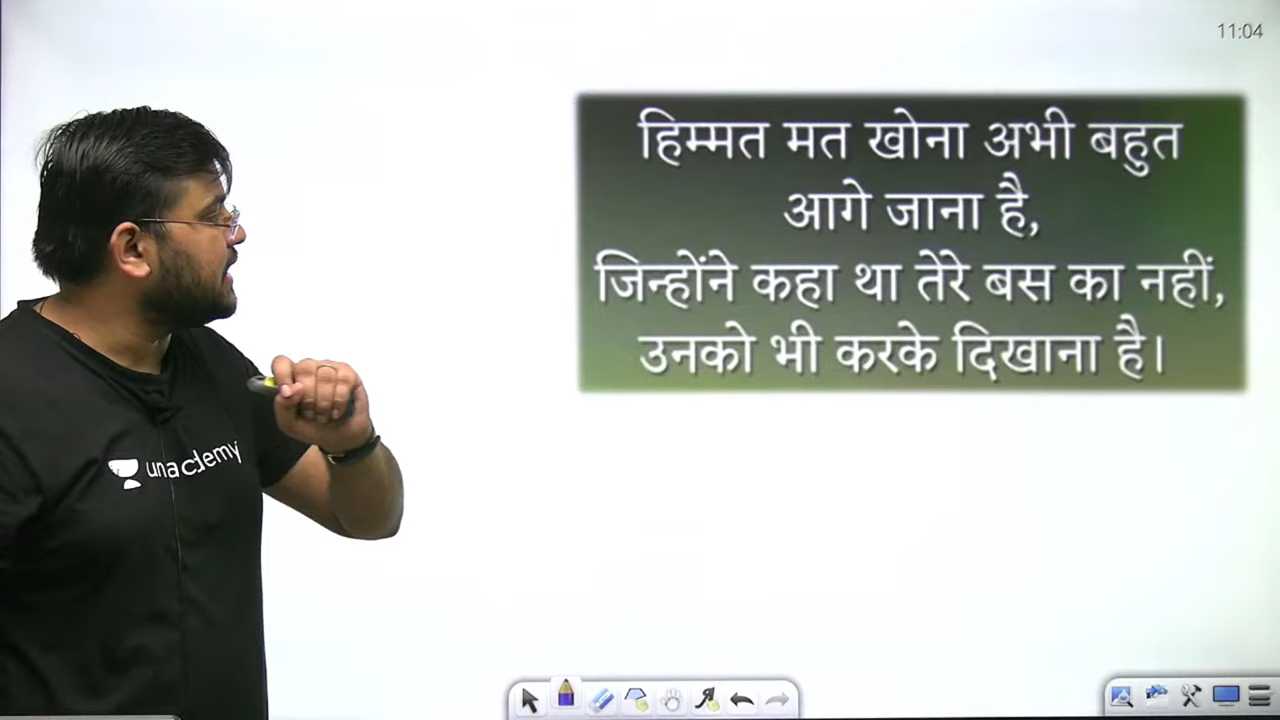 11:04
हिम्मत मत खोना अभी बहुत
आगे जाना है,
जिन्होंने कहा था तेरे बस का नहीं,
उनको भी करके दिखाना है।
unacademy